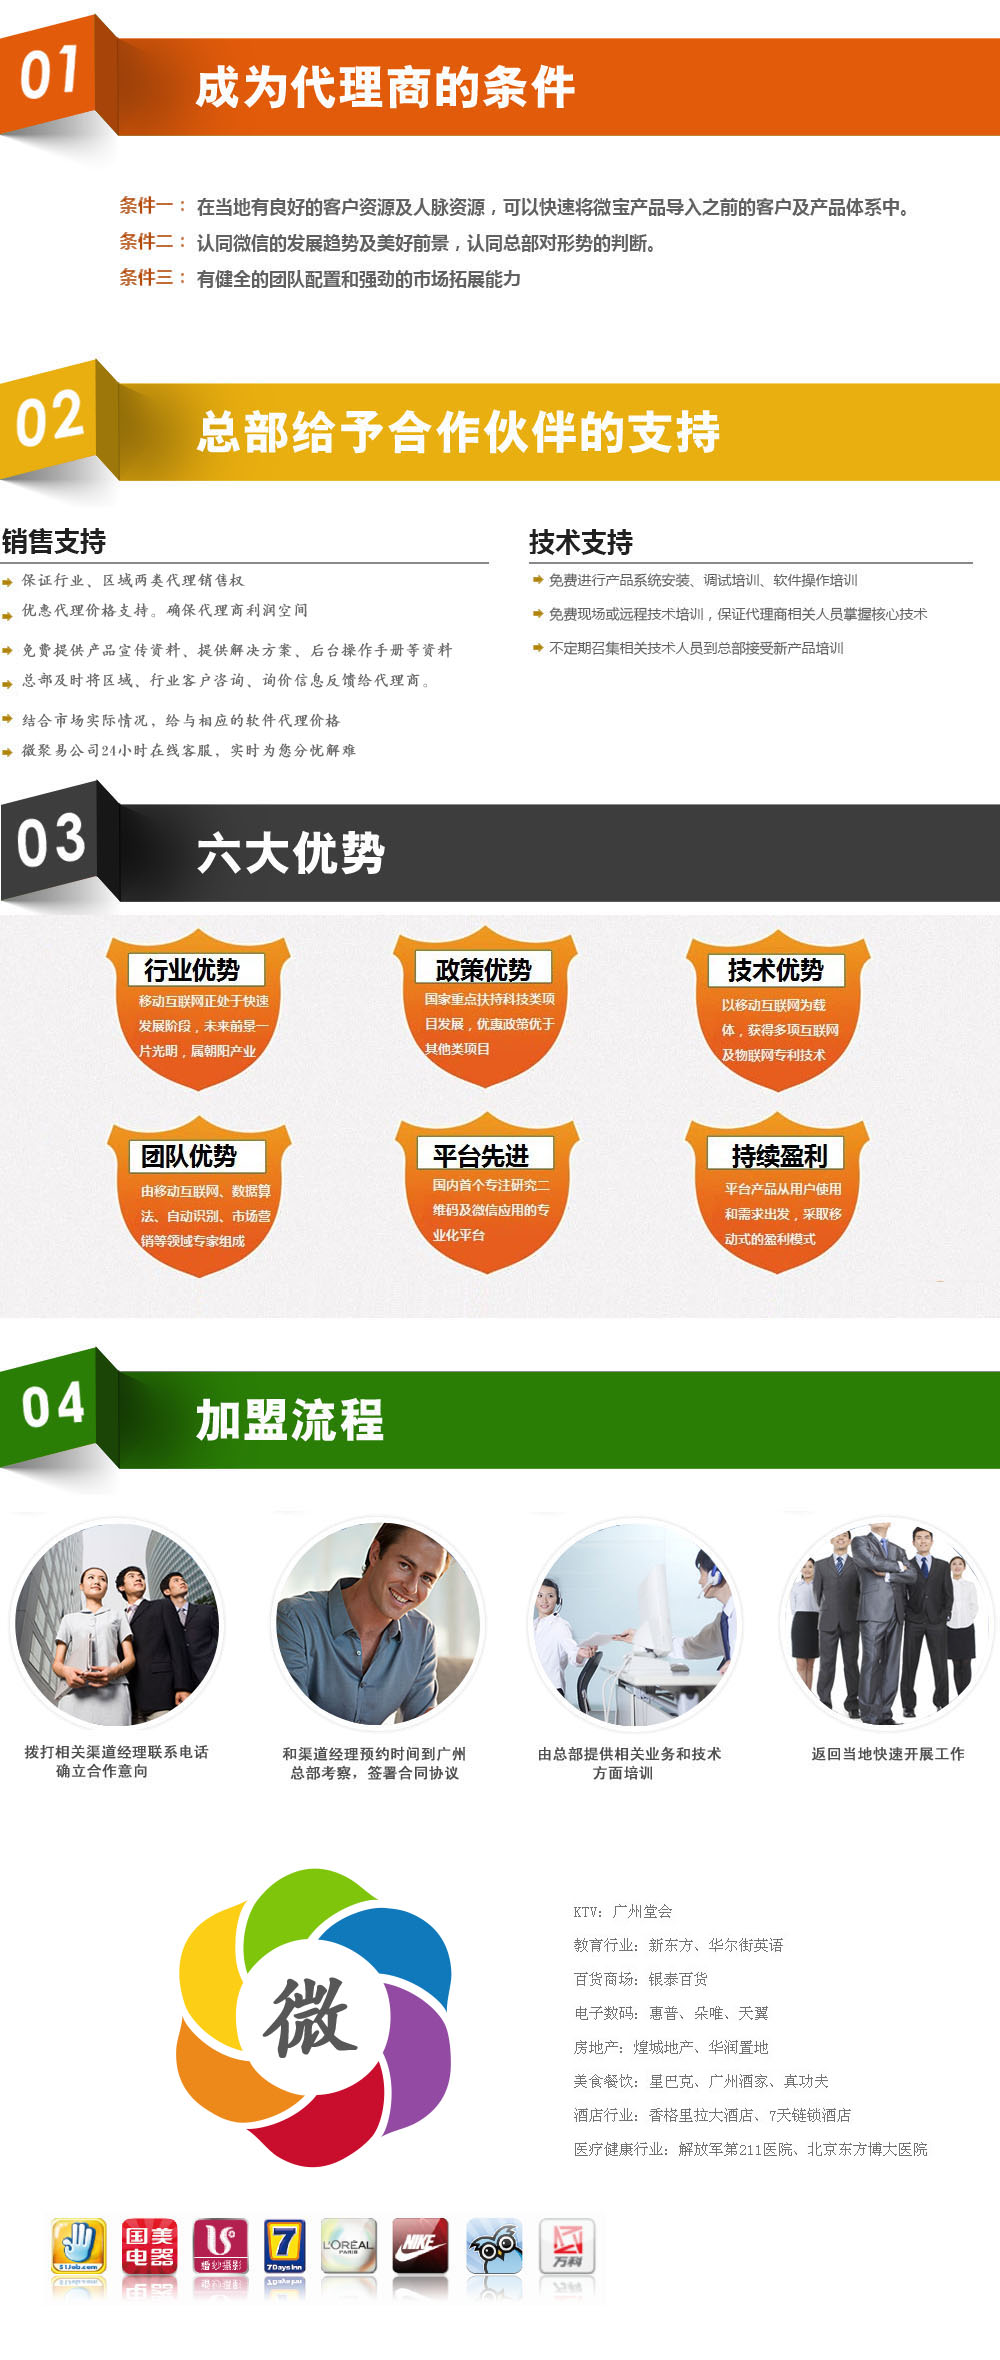 01
成为代理商的条件
条件一：在当地有良好的客户资源及人脉资源，可以快速将微宝产品导入之前的客户及产品体系中。
条件二：认同微信的发展趋势及美好前景，认同总部对形势的判断。
条件三：有健全的团队配置和强劲的市场拓展能力
02
总部给予合作伙伴的支持
销售支持
保证行业、区域两类代理销售权
优惠代理价格支持。确保代理商利润空间
免费提供产品宣传资料、提供解决方案、后台操作手册等资料
总部及时将区域、行业客户咨询、询价信息反馈给代理商。
结合市场实际情况，给与相应的软件代理价格
微聚易公司24小时在线客服，实时为您分忧解难
技术支持
免费进行产品系统安装、调试培训、软件操作培训
免费现场或远程技术培训，保证代理商相关人员掌握核心技术
不定期召集相关技术人员到总部接受新产品培训
03
六大优势
行业优势
移动互联网正处于快速
发展阶段，未来前景一
片光明，属朝阳产业
政策优势
国家重点扶持科技类项
目发展，优惠政策优于
其他类项目
技术优势
以移动互联网为载
体，获得多项互联网
及物联网专利技术
团队优势
由移动互联网、数据算
法、自动识别、市场营
销等领域专家组成
平台先进
国内首个专注研究二
维码及微信应用的专
业化平台
持续盈利
平台产品从用户使用
和需求出发，采取移
动式的盈利模式
04
加盟流程
拨打相关渠道经理联系电话
确立合作意向
和渠道经理预约时间到广州
总部考察，签署合同协议
由总部提供相关业务和技术
方面培训
返回当地快速开展工作
微
KTV：广州堂会
教育行业：新东方、华尔街英语
百货商场：银泰百货
电子数码：惠普、朵唯、天翼
房地产：煌城地产、华润置地
美食餐饮：星巴克、广州酒家、真功夫
酒店行业：香格里拉大酒店、7天链锁酒店
医疗健康行业：解放军第211医院、北京东方博大医院
51job.com
国美
电器
婚纱摄影
7
7Days Inn
L'ORÉAL
PARIS
NIKE
万科